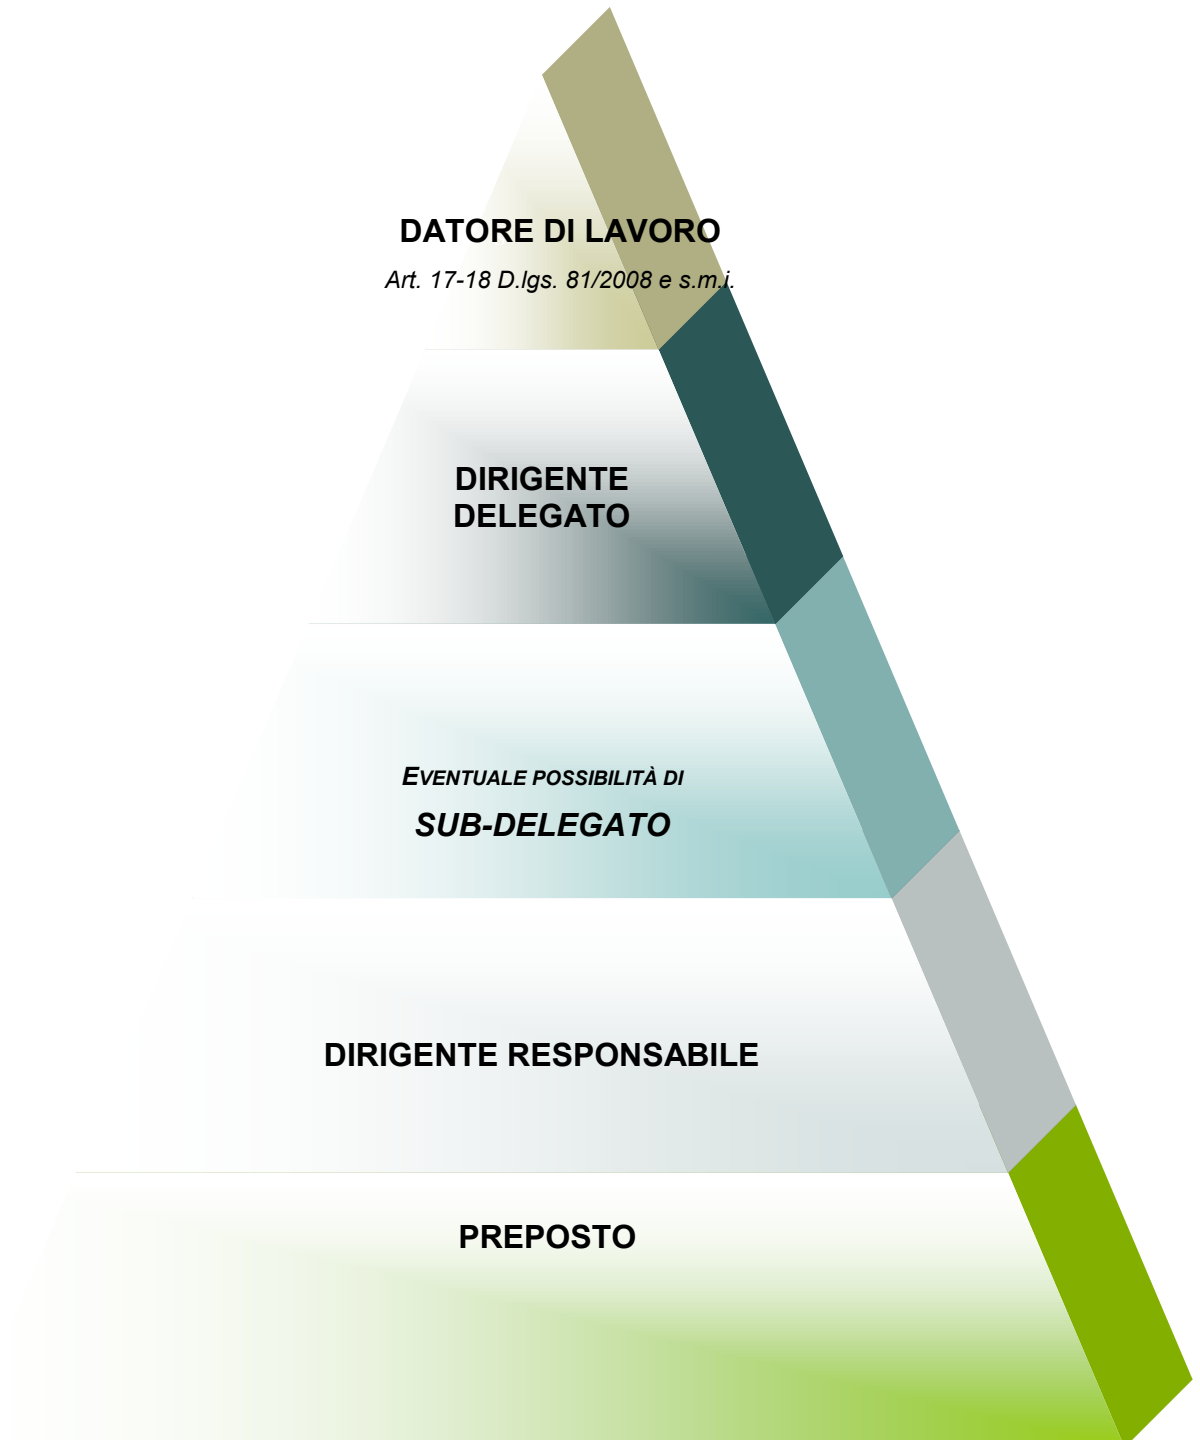 DATORE DI LAVORO
Art. 17-18 D.lgs. 81/2008 e s.m.i.
DIRIGENTE
DELEGATO
EVENTUALE POSSIBILITÀ DI
SUB-DELEGATO
DIRIGENTE RESPONSABILE
PREPOSTO